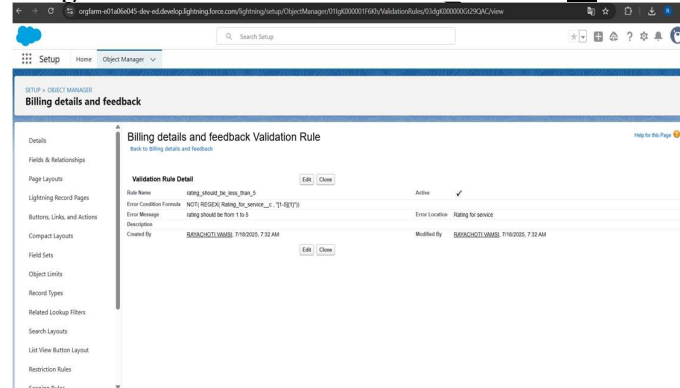 orgfarm-e01a06e045-dev-ed.develop.lightning.force.com/lightning/setup/ObjectManager/01IgK000001F6Kh/ValidationRules/03dgK000000Gt29QAC/view
Search Setup
Setup Home Object Manager
SETUP > OBJECT MANAGER
Billing details and feedback
Details
Fields & Relationships
Page Layouts
Lightning Record Pages
Buttons, Links, and Actions
Compact Layouts
Field Sets
Object Limits
Record Types
Related Lookup Filters
Search Layouts
List View Button Layout
Restriction Rules
Scoping Rules
Billing details and feedback Validation Rule
Help for this Page
Back to Billing details and feedback
Validation Rule Detail Edit Clone
Rule Name rating_should_be_less_than_5 Active
Error Condition Formula NOT( REGEX( Rating_for_service__c , "[1-5]{1}"))
Error Message rating should be from 1 to 5 Error Location Rating for service
Description
Created By RAYACHOTI VAMSI, 7/16/2025, 7:32 AM Modified By RAYACHOTI VAMSI, 7/16/2025, 7:32 AM
Edit Clone